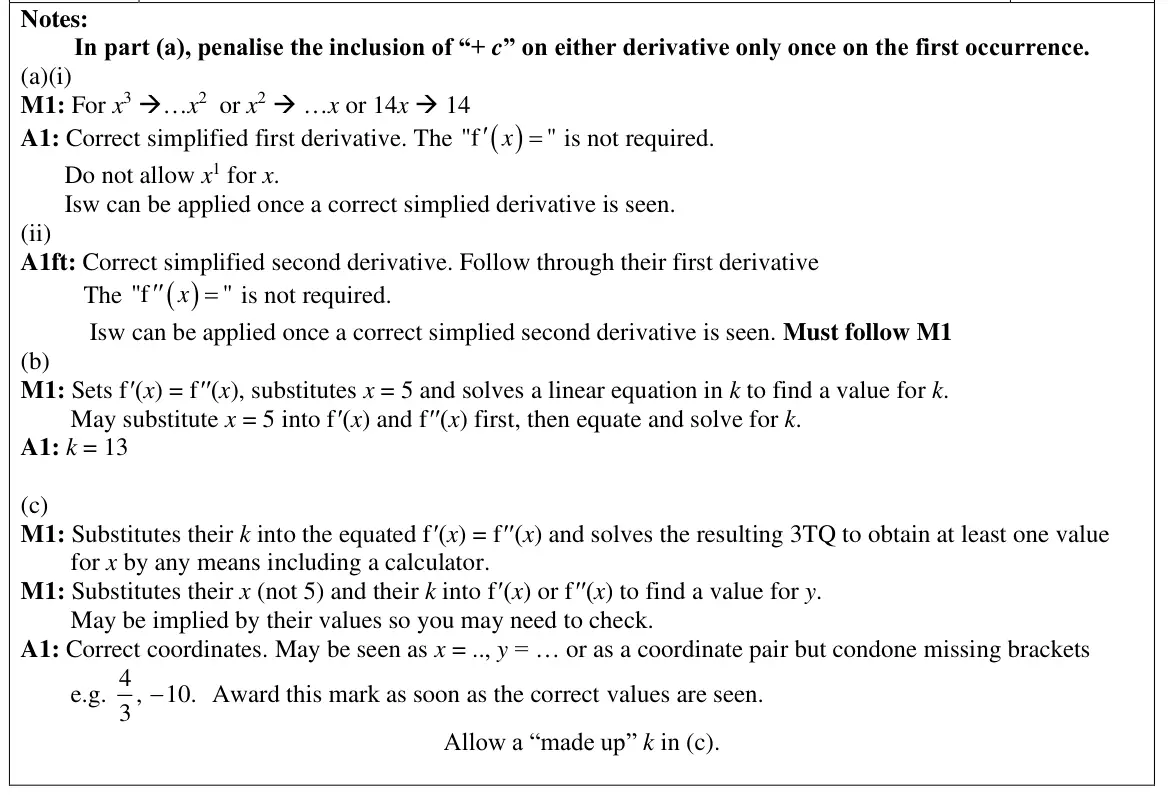 Notes:
In part (a), penalise the inclusion of “+ c” on either derivative only once on the first occurrence.
(a)(i)
M1: For x³ →…x² or x² → …x or 14x → 14
A1: Correct simplified first derivative. The "f′(x)=" is not required.
Do not allow x¹ for x.
Isw can be applied once a correct simplied derivative is seen.
(ii)
A1ft: Correct simplified second derivative. Follow through their first derivative
The "f″(x)=" is not required.
Isw can be applied once a correct simplied second derivative is seen. Must follow M1
(b)
M1: Sets f′(x) = f″(x), substitutes x = 5 and solves a linear equation in k to find a value for k.
May substitute x = 5 into f′(x) and f″(x) first, then equate and solve for k.
A1: k = 13
(c)
M1: Substitutes their k into the equated f′(x) = f″(x) and solves the resulting 3TQ to obtain at least one value
for x by any means including a calculator.
M1: Substitutes their x (not 5) and their k into f′(x) or f″(x) to find a value for y.
May be implied by their values so you may need to check.
A1: Correct coordinates. May be seen as x = .., y = … or as a coordinate pair but condone missing brackets
e.g. 4/3, −10. Award this mark as soon as the correct values are seen.
Allow a “made up” k in (c).